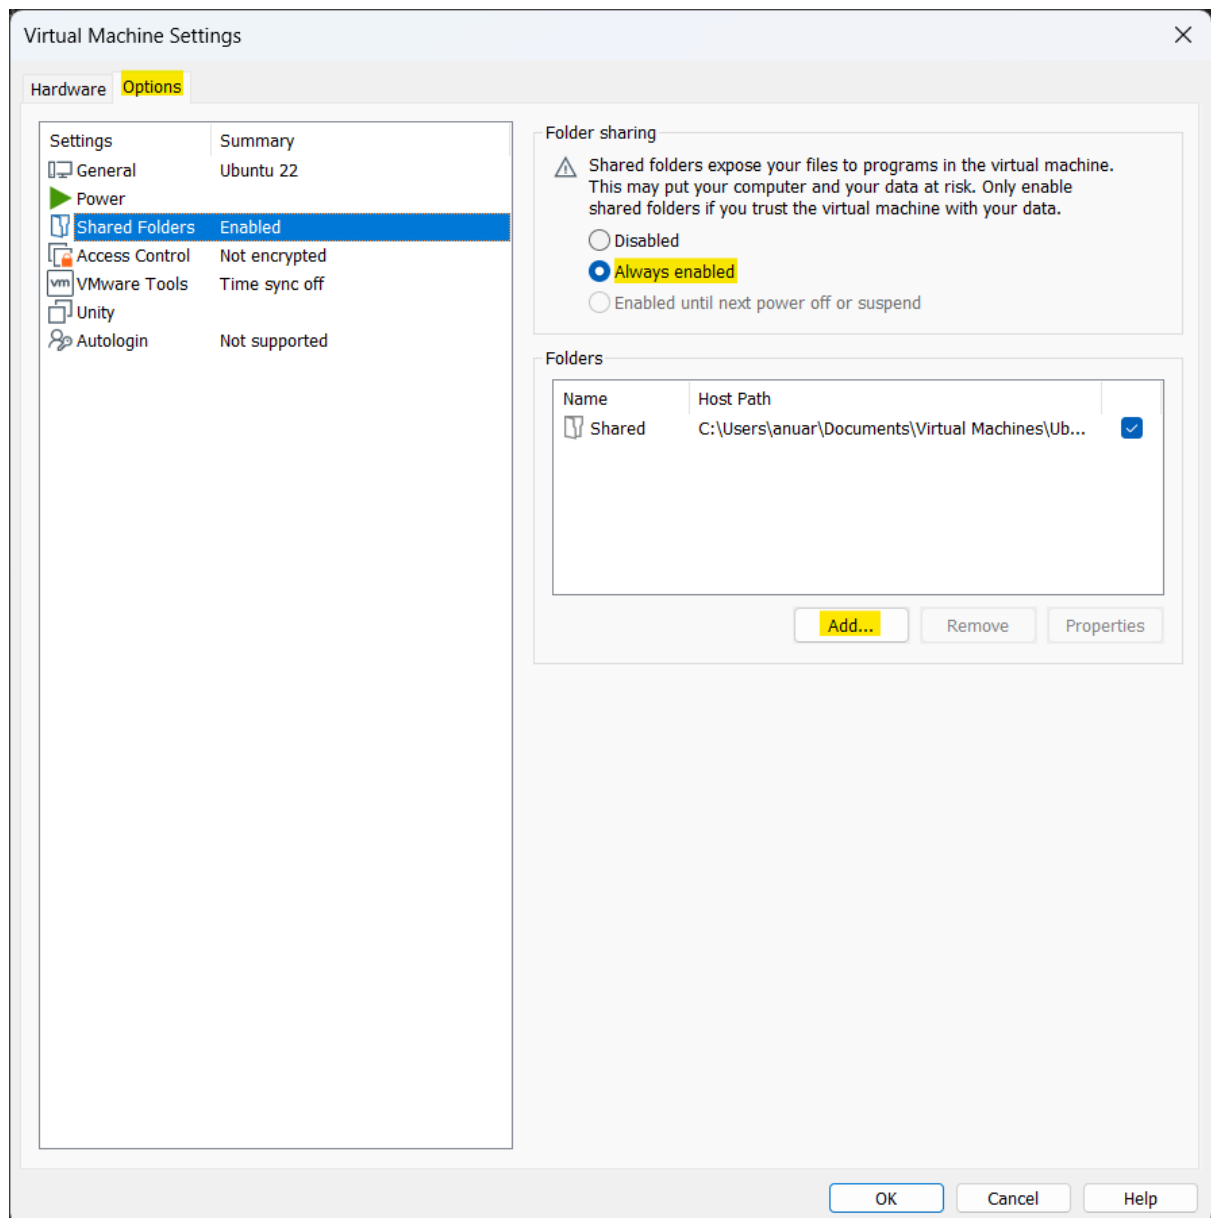 Virtual Machine Settings
Hardware Options
Settings Summary
General Ubuntu 22
Power
Shared Folders Enabled
Access Control Not encrypted
vm VMware Tools Time sync off
Unity
Autologin Not supported
Folder sharing
Shared folders expose your files to programs in the virtual machine.
This may put your computer and your data at risk. Only enable
shared folders if you trust the virtual machine with your data.
Disabled
Always enabled
Enabled until next power off or suspend
Folders
Name Host Path
Shared C:\Users\anuar\Documents\Virtual Machines\Ub...
Add... Remove Properties
OK Cancel Help